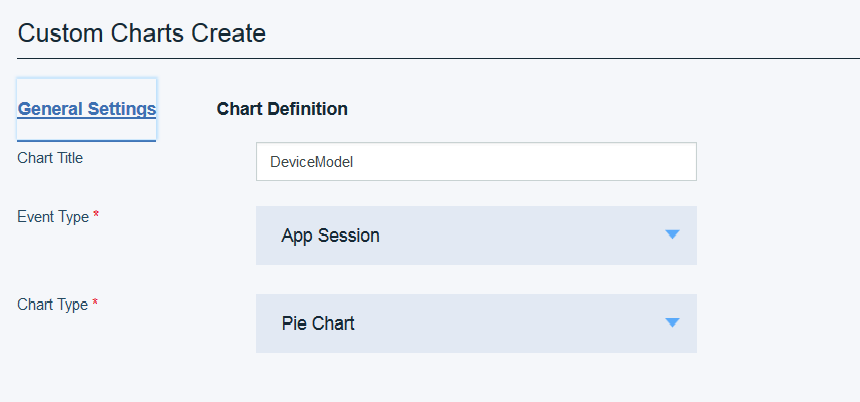 Custom Charts Create
General Settings
Chart Definition
Chart Title
DeviceModel
Event Type *
App Session
Chart Type *
Pie Chart